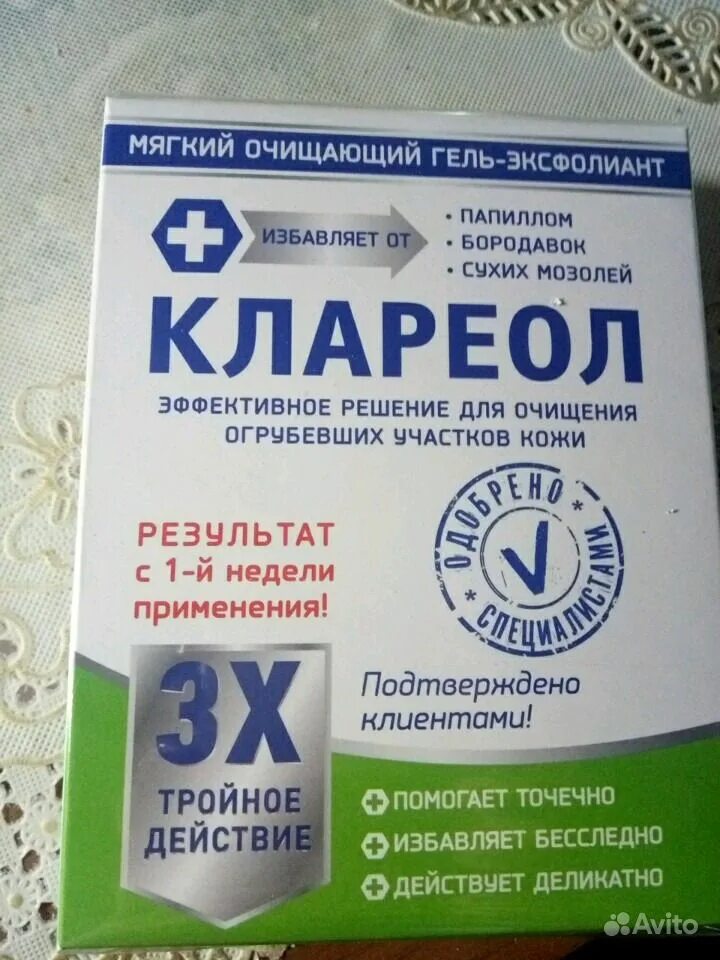 МЯГКИЙ ОЧИЩАЮЩИЙ ГЕЛЬ-ЭКСФОЛИАНТ
ИЗБАВЛЯЕТ ОТ
• ПАПИЛЛОМ
• БОРОДАВОК
• СУХИХ МОЗОЛЕЙ
КЛАРЕОЛ
ЭФФЕКТИВНОЕ РЕШЕНИЕ ДЛЯ ОЧИЩЕНИЯ
ОГРУБЕВШИХ УЧАСТКОВ КОЖИ
РЕЗУЛЬТАТ
с 1-й недели
применения!
ОДОБРЕНО
СПЕЦИАЛИСТАМИ
Подтверждено
клиентами!
3X
ТРОЙНОЕ
ДЕЙСТВИЕ
ПОМОГАЕТ ТОЧЕЧНО
ИЗБАВЛЯЕТ БЕССЛЕДНО
ДЕЙСТВУЕТ ДЕЛИКАТНО
Avito